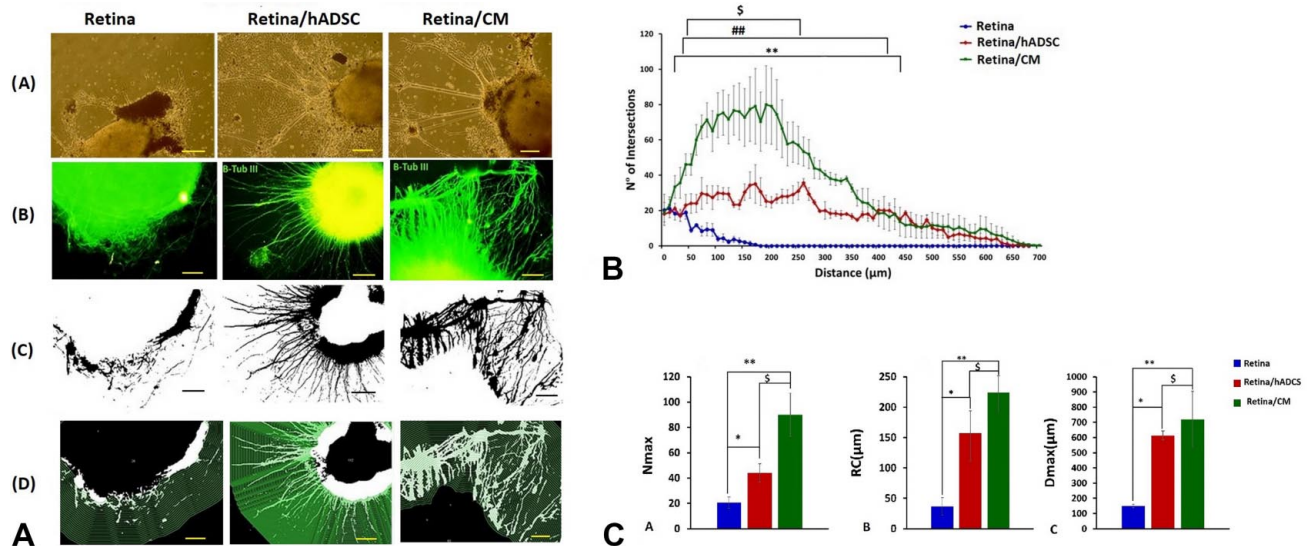 Retina Retina/hADSC Retina/CM
(A)
(B)
B-Tub III B-Tub III
(C)
(D)
A
$
##
**
Retina
Retina/hADSC
Retina/CM
120
100
80
60
40
20
0
N° of Intersections
0 50 100 150 200 250 300 350 400 450 500 550 600 650 700
Distance (µm)
B
**
$
*
120
100
80
60
40
20
0
Nmax
A
**
$
*
250
200
150
100
50
0
RC(µm)
B
**
$
*
1000
900
800
700
600
500
400
300
200
100
0
Dmax(µm)
C
Retina
Retina/hADCS
Retina/CM
C